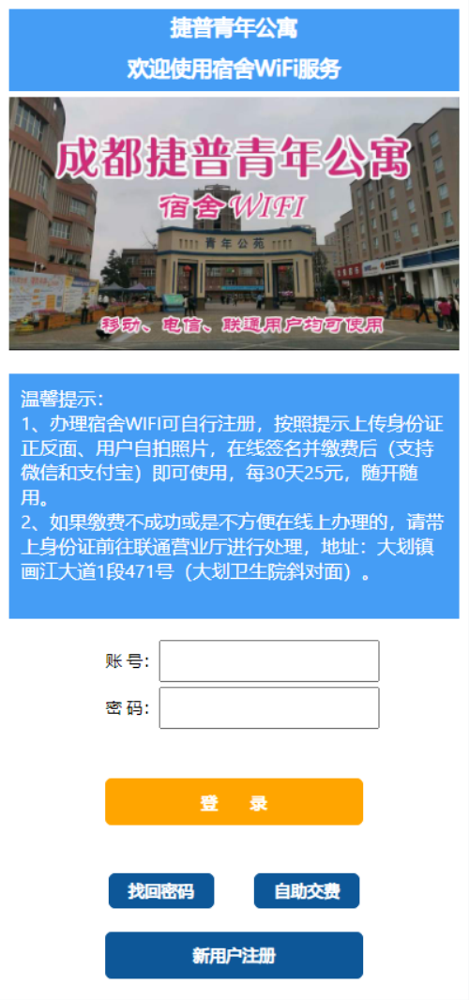 捷普青年公寓
欢迎使用宿舍WiFi服务
成都捷普青年公寓
宿舍WIFI
青年公苑
移动、电信、联通用户均可使用
温馨提示：
1、办理宿舍WIFI可自行注册，按照提示上传身份证
正反面、用户自拍照片，在线签名并缴费后（支持
微信和支付宝）即可使用，每30天25元，随开随
用。
2、如果缴费不成功或是不方便在线上办理的，请带
上身份证前往联通营业厅进行处理，地址：大划镇
画江大道1段471号（大划卫生院斜对面）。
账 号：
密 码：
登 录
找回密码 自助交费
新用户注册